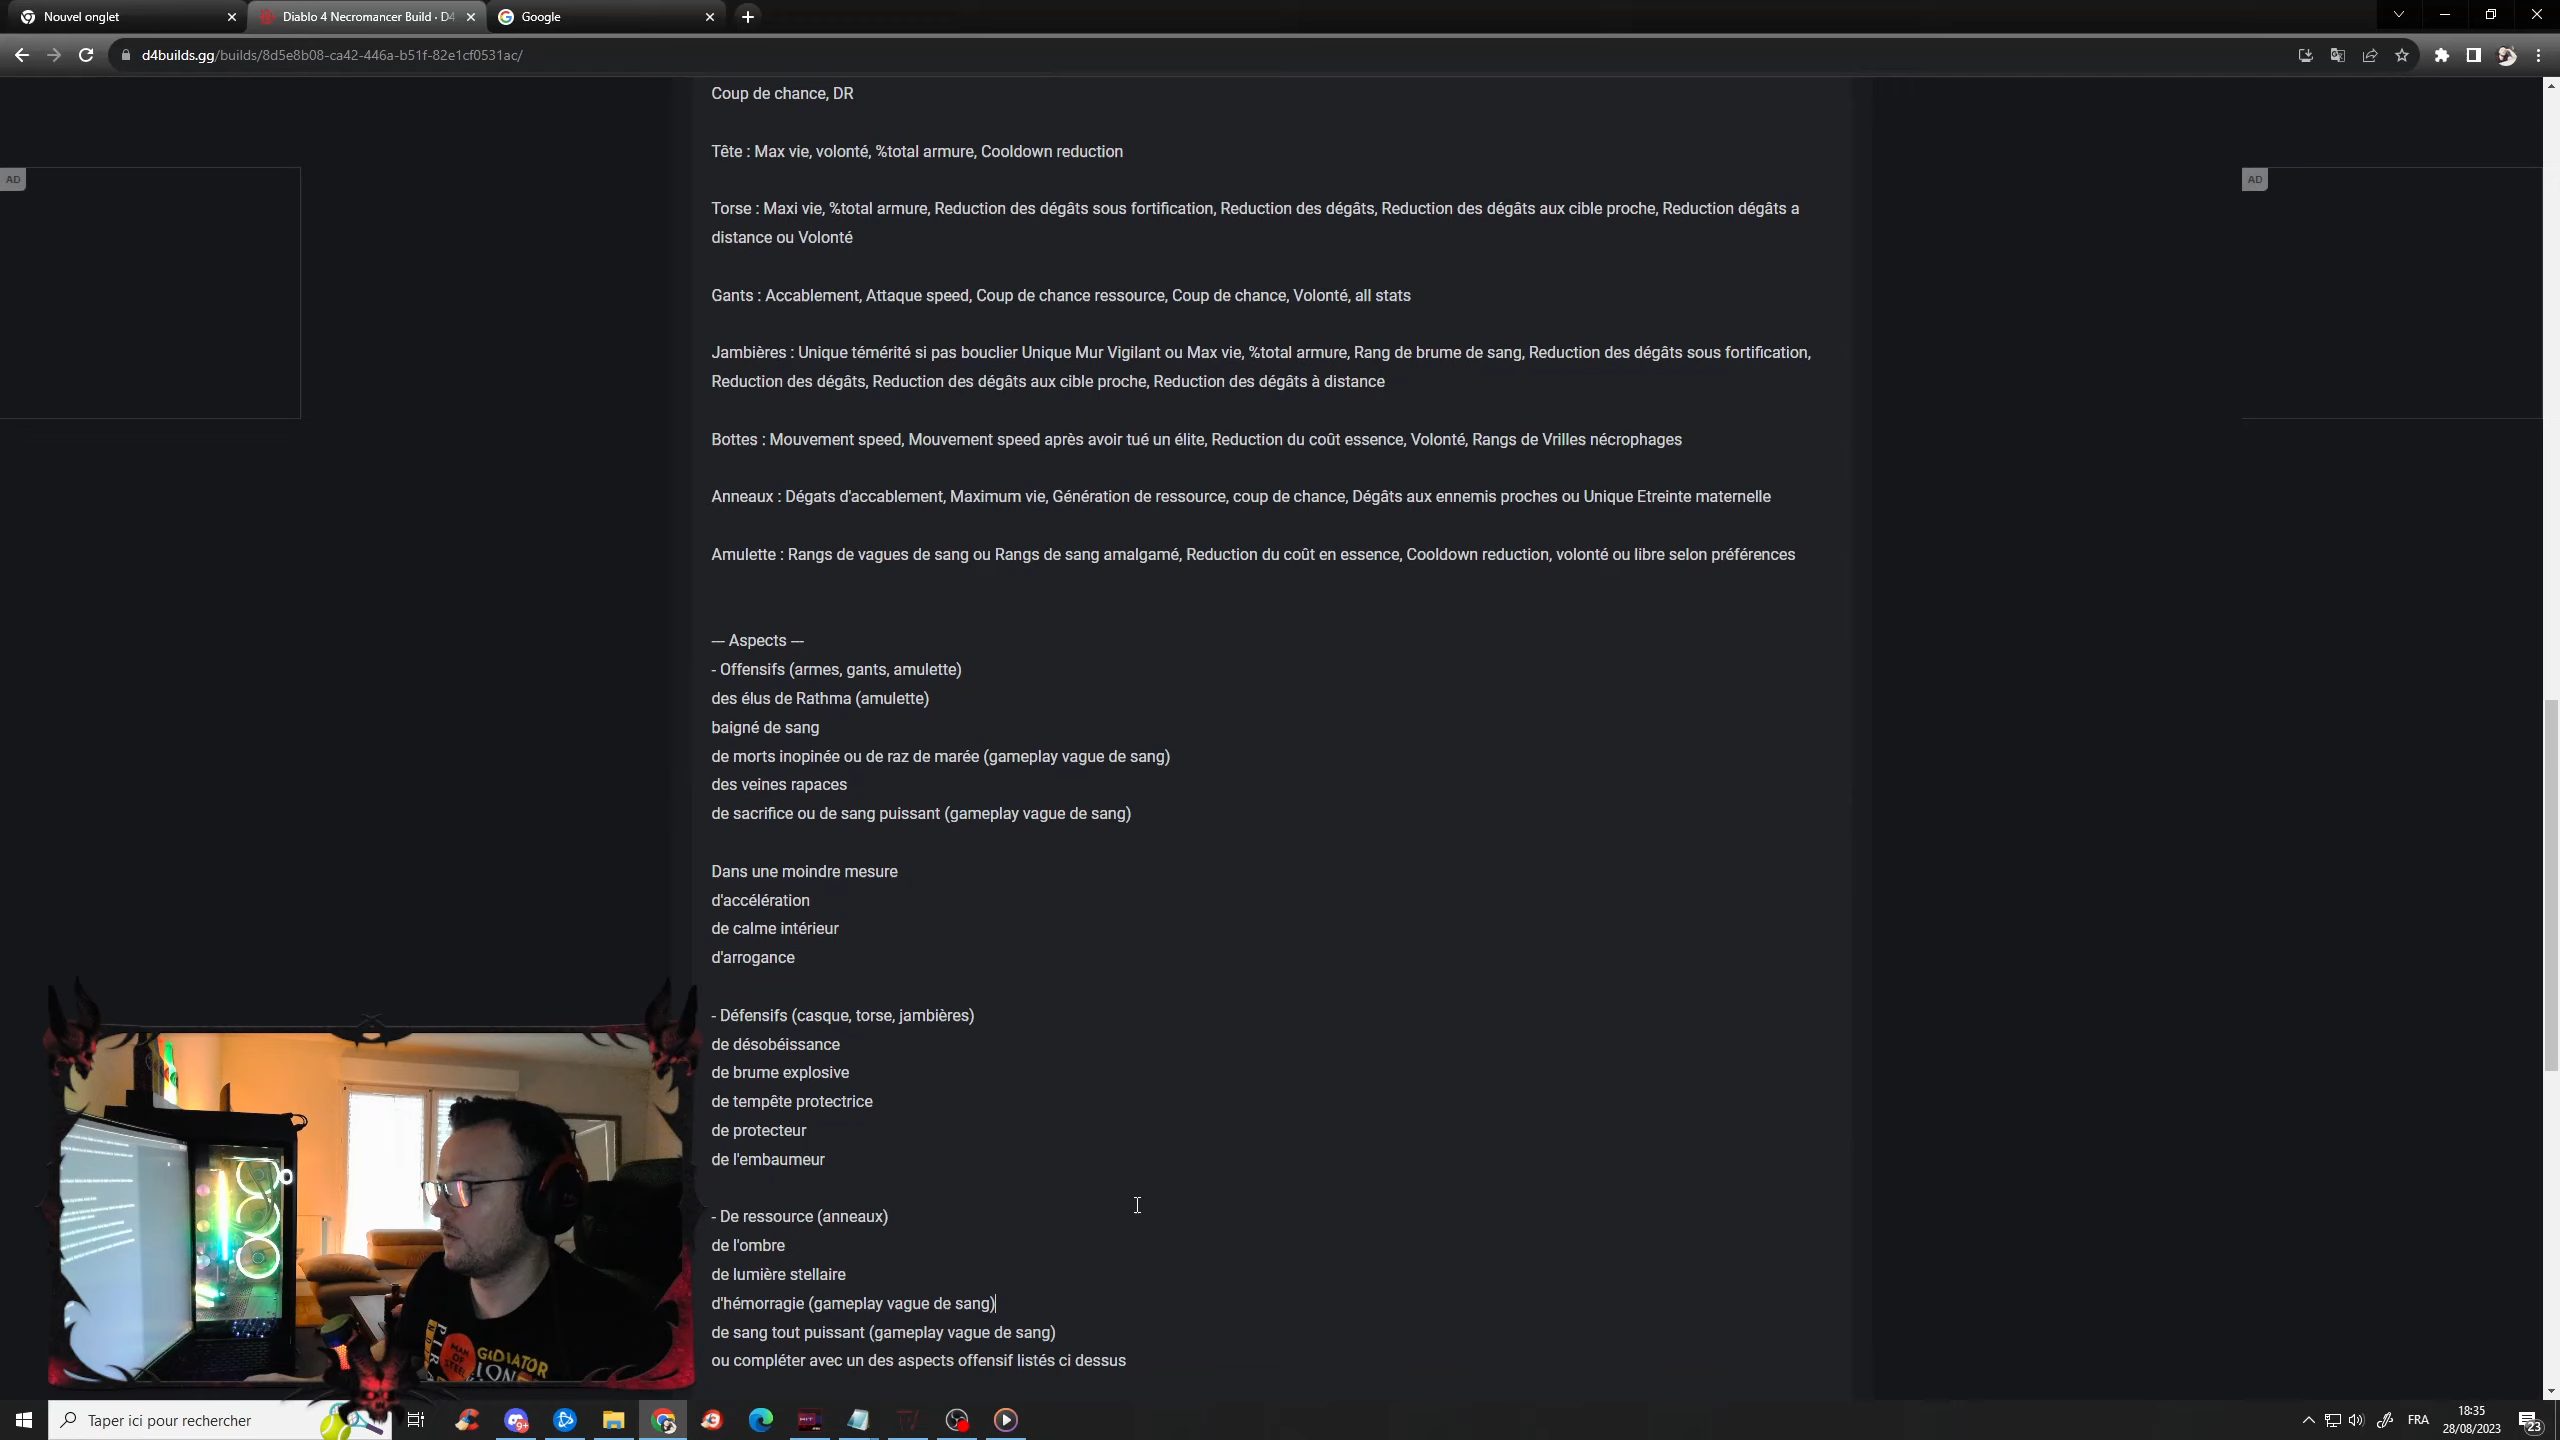 Nouvel onglet
Diablo 4 Necromancer Build · D4
Google
d4builds.gg/builds/8d5e8b08-ca42-446a-b51f-82e1cf0531ac/
Coup de chance, DR
AD
AD
Tête : Max vie, volonté, %total armure, Cooldown reduction
Torse : Maxi vie, %total armure, Reduction des dégâts sous fortification, Reduction des dégâts, Reduction des dégâts aux cible proche, Reduction dégâts a
distance ou Volonté
Gants : Accablement, Attaque speed, Coup de chance ressource, Coup de chance, Volonté, all stats
Jambières : Unique témérité si pas bouclier Unique Mur Vigilant ou Max vie, %total armure, Rang de brume de sang, Reduction des dégâts sous fortification,
Reduction des dégâts, Reduction des dégâts aux cible proche, Reduction des dégâts à distance
Bottes : Mouvement speed, Mouvement speed après avoir tué un élite, Reduction du coût essence, Volonté, Rangs de Vrilles nécrophages
Anneaux : Dégats d'accablement, Maximum vie, Génération de ressource, coup de chance, Dégâts aux ennemis proches ou Unique Etreinte maternelle
Amulette : Rangs de vagues de sang ou Rangs de sang amalgamé, Reduction du coût en essence, Cooldown reduction, volonté ou libre selon préférences
--- Aspects ---
- Offensifs (armes, gants, amulette)
des élus de Rathma (amulette)
baigné de sang
de morts inopinée ou de raz de marée (gameplay vague de sang)
des veines rapaces
de sacrifice ou de sang puissant (gameplay vague de sang)
Dans une moindre mesure
d'accélération
de calme intérieur
d'arrogance
- Défensifs (casque, torse, jambières)
de désobéissance
de brume explosive
de tempête protectrice
de protecteur
de l'embaumeur
- De ressource (anneaux)
de l'ombre
de lumière stellaire
d'hémorragie (gameplay vague de sang)
de sang tout puissant (gameplay vague de sang)
ou compléter avec un des aspects offensif listés ci dessus
MAN OF STEEL
GLADIATOR
Taper ici pour rechercher
FRA
18:35
28/08/2023
23